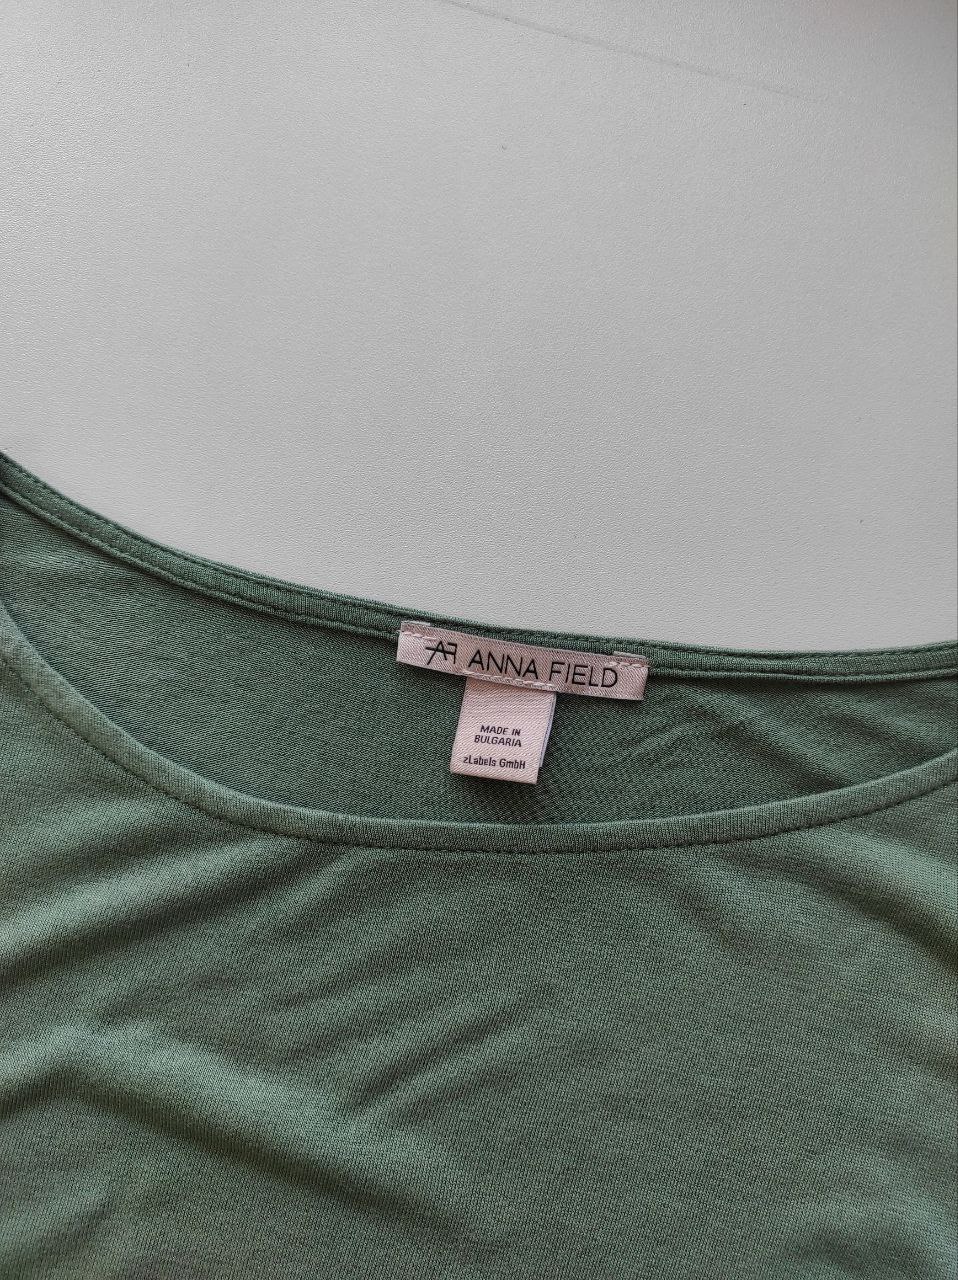 AF ANNA FIELD
MADE IN
BULGARIA
zLabels GmbH